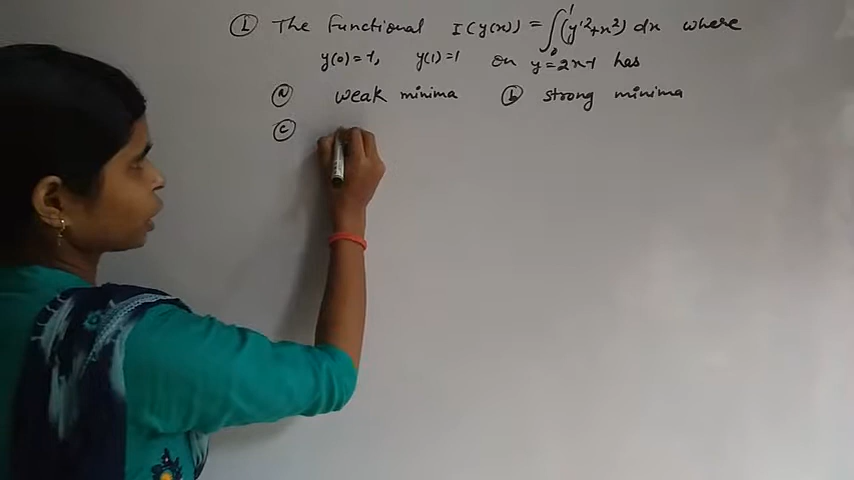 ① The Functional I(y(x)) = ∫₀¹ (y'²+x²) dx where
y(0)=-1, y(1)=1 on y=2x-1 has
ⓐ weak minima ⓑ strong minima
ⓒ